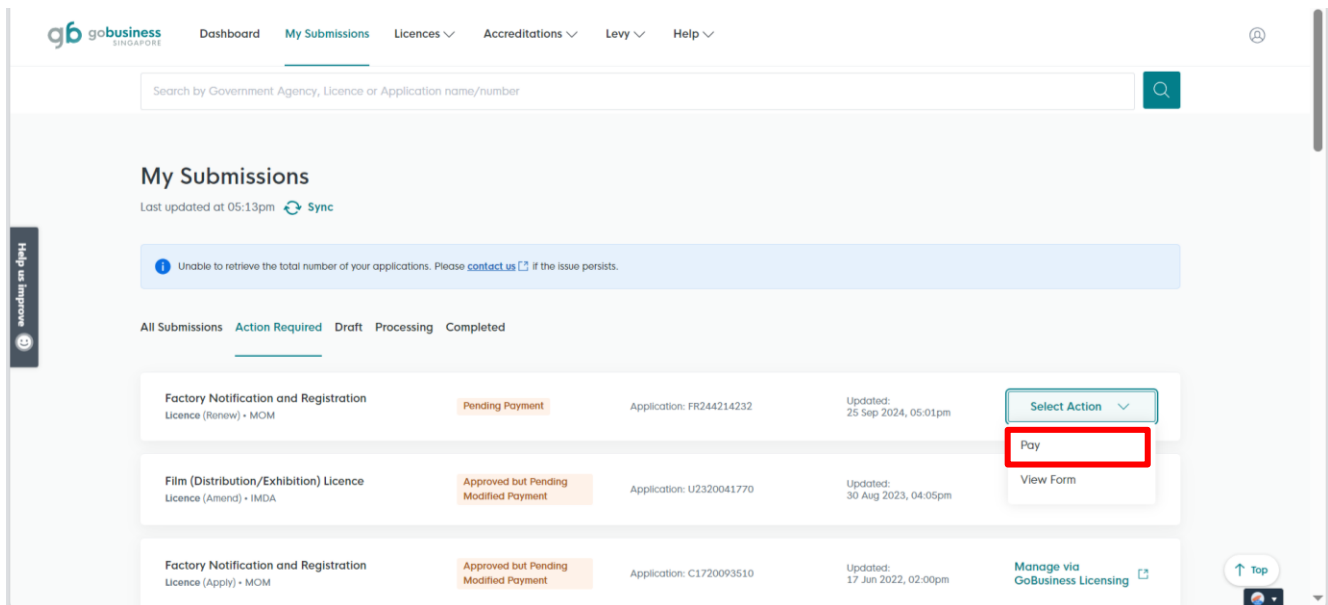 gb gobusiness SINGAPORE Dashboard My Submissions Licences Accreditations Levy Help
Search by Government Agency, Licence or Application name/number
My Submissions
Last updated at 05:13pm Sync
Help us improve
Unable to retrieve the total number of your applications. Please contact us if the issue persists.
All Submissions Action Required Draft Processing Completed
Factory Notification and Registration
Licence (Renew) • MOM
Pending Payment
Application: FR244214232
Updated:
25 Sep 2024, 05:01pm
Select Action
Pay
View Form
Film (Distribution/Exhibition) Licence
Licence (Amend) • IMDA
Approved but Pending
Modified Payment
Application: U2320041770
Updated:
30 Aug 2023, 04:05pm
Factory Notification and Registration
Licence (Apply) • MOM
Approved but Pending
Modified Payment
Application: C1720093510
Updated:
17 Jun 2022, 02:00pm
Manage via
GoBusiness Licensing
Top